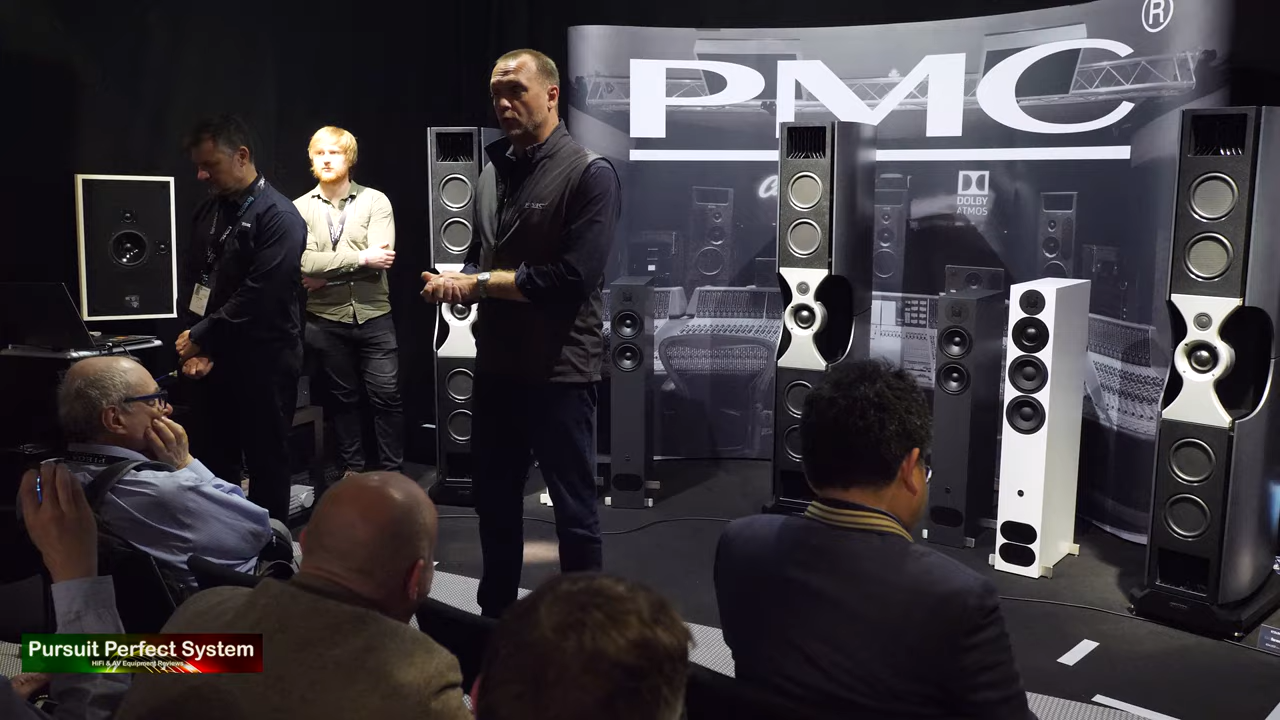 ®
PMC
DOLBY
ATMOS
Pursuit Perfect System
HiFi & AV Equipment Reviews